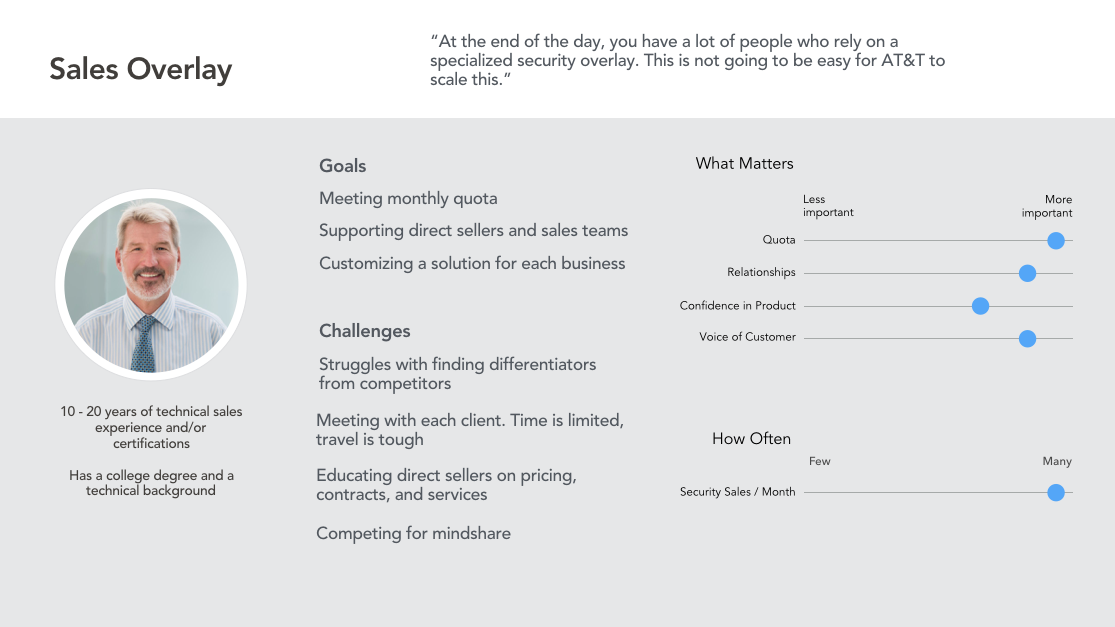 Sales Overlay
“At the end of the day, you have a lot of people who rely on a
specialized security overlay. This is not going to be easy for AT&T to
scale this.”
10 - 20 years of technical sales
experience and/or
certifications
Has a college degree and a
technical background
Goals
Meeting monthly quota
Supporting direct sellers and sales teams
Customizing a solution for each business
Challenges
Struggles with finding differentiators
from competitors
Meeting with each client. Time is limited,
travel is tough
Educating direct sellers on pricing,
contracts, and services
Competing for mindshare
What Matters
Less
important
More
important
Quota
Relationships
Confidence in Product
Voice of Customer
How Often
Few
Many
Security Sales / Month